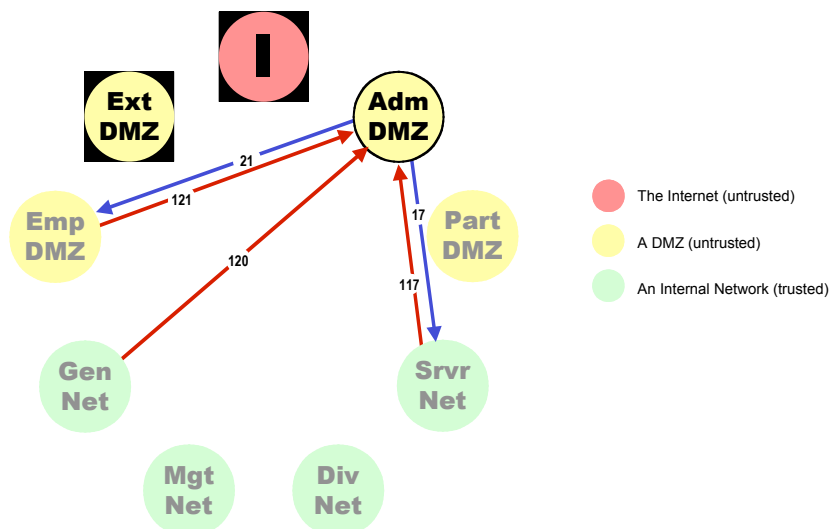 I
Ext
DMZ
Adm
DMZ
21
121
Emp
DMZ
17
Part
DMZ
120
117
Gen
Net
Srvr
Net
Mgt
Net
Div
Net
The Internet (untrusted)
A DMZ (untrusted)
An Internal Network (trusted)